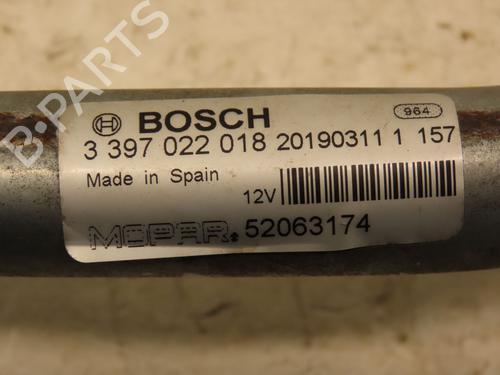 B-PARTS
BOSCH
964
3 397 022 018 20190311 1 157
Made in Spain
12V
MOPAR 52063174